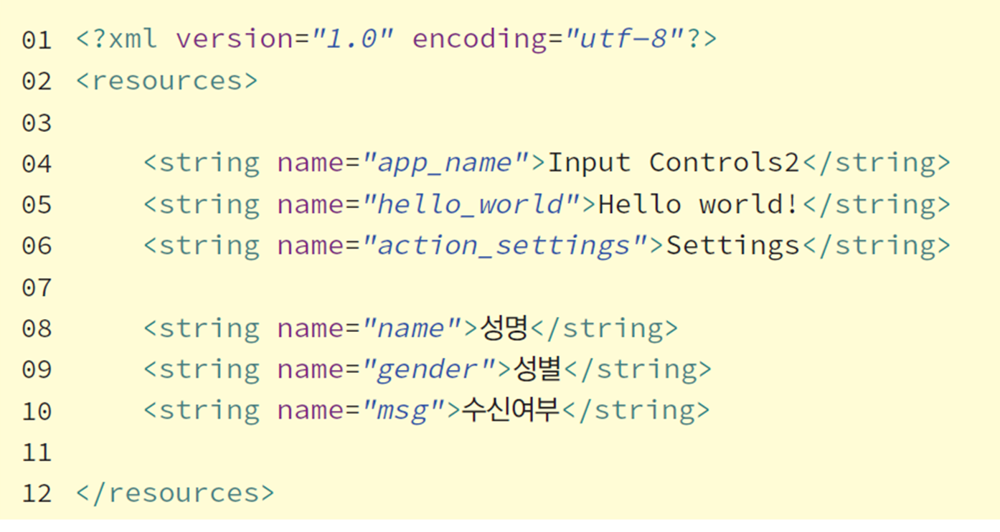 01 <?xml version="1.0" encoding="utf-8"?>
02 <resources>
03
04 <string name="app_name">Input Controls2</string>
05 <string name="hello_world">Hello world!</string>
06 <string name="action_settings">Settings</string>
07
08 <string name="name">성명</string>
09 <string name="gender">성별</string>
10 <string name="msg">수신여부</string>
11
12 </resources>